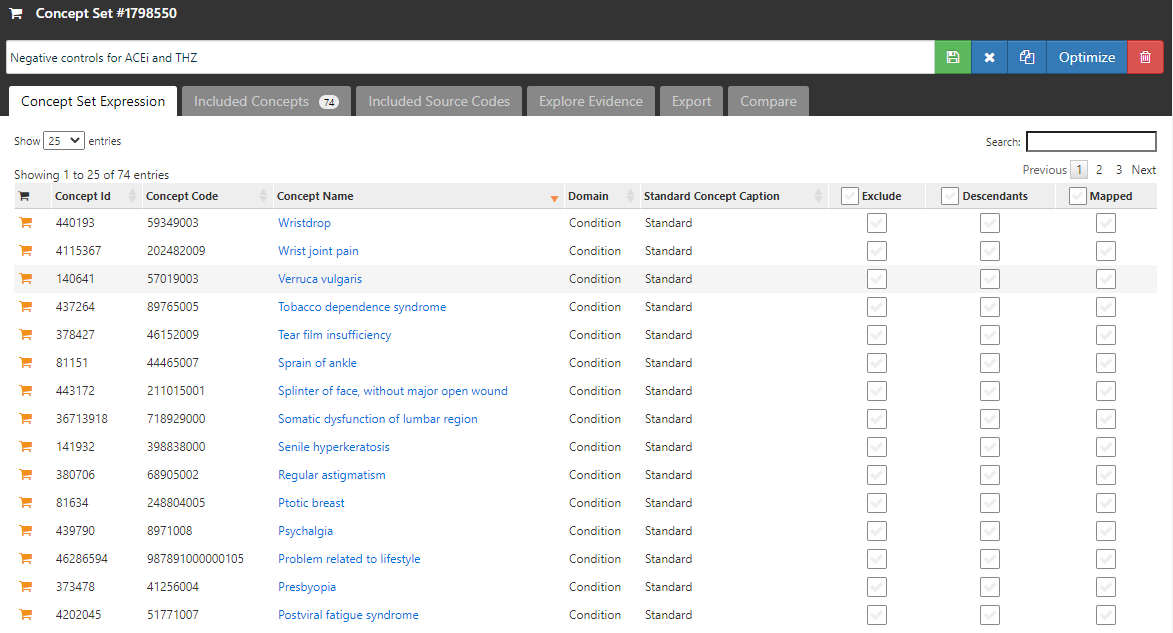 Concept Set #1798550
Negative controls for ACEi and THZ
Optimize
Concept Set Expression Included Concepts 74 Included Source Codes Explore Evidence Export Compare
Show 25 entries Search:
Previous 1 2 3 Next
Showing 1 to 25 of 74 entries
Concept Id Concept Code Concept Name Domain Standard Concept Caption Exclude Descendants Mapped
440193 59349003 Wristdrop Condition Standard
4115367 202482009 Wrist joint pain Condition Standard
140641 57019003 Verruca vulgaris Condition Standard
437264 89765005 Tobacco dependence syndrome Condition Standard
378427 46152009 Tear film insufficiency Condition Standard
81151 44465007 Sprain of ankle Condition Standard
443172 211015001 Splinter of face, without major open wound Condition Standard
36713918 718929000 Somatic dysfunction of lumbar region Condition Standard
141932 398838000 Senile hyperkeratosis Condition Standard
380706 68905002 Regular astigmatism Condition Standard
81634 248804005 Ptotic breast Condition Standard
439790 8971008 Psychalgia Condition Standard
46286594 987891000000105 Problem related to lifestyle Condition Standard
373478 41256004 Presbyopia Condition Standard
4202045 51771007 Postviral fatigue syndrome Condition Standard